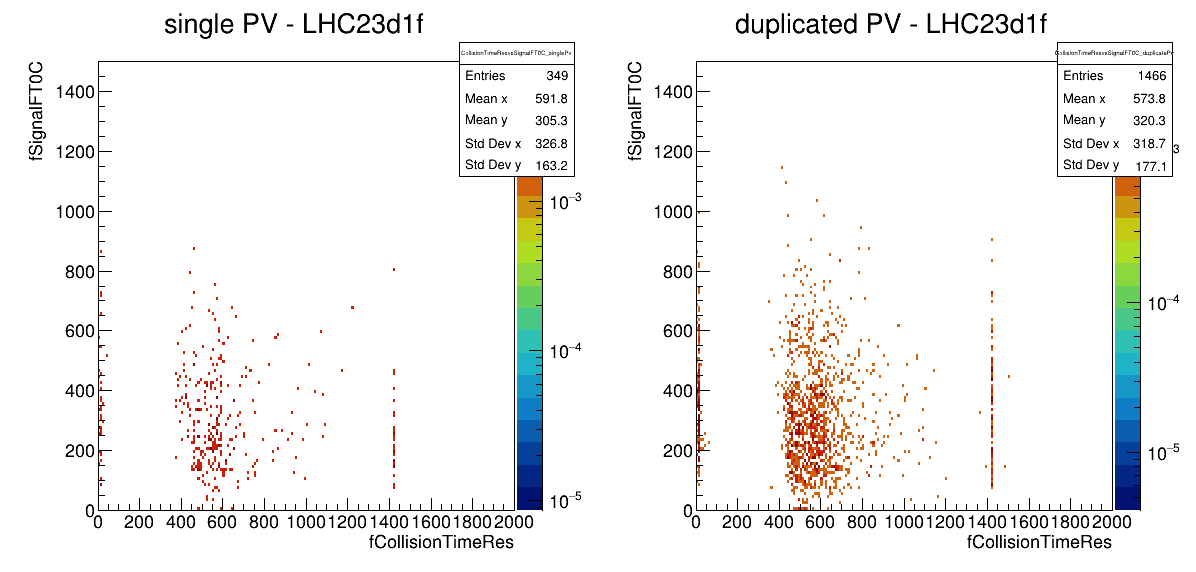 single PV - LHC23d1f
fSignalFT0C
1400
1200
1000
800
600
400
200
0
0 200 400 600 800 1000 1200 1400 1600 1800 2000
fCollisionTimeRes
Entries 349
Mean x 591.8
Mean y 305.3
Std Dev x 326.8
Std Dev y 163.2
10⁻³
10⁻⁴
10⁻⁵
duplicated PV - LHC23d1f
fSignalFT0C
1400
1200
1000
800
600
400
200
0
0 200 400 600 800 1000 1200 1400 1600 1800 2000
fCollisionTimeRes
Entries 1466
Mean x 573.8
Mean y 320.3
Std Dev x 318.7
Std Dev y 177.1
3
10⁻⁴
10⁻⁵